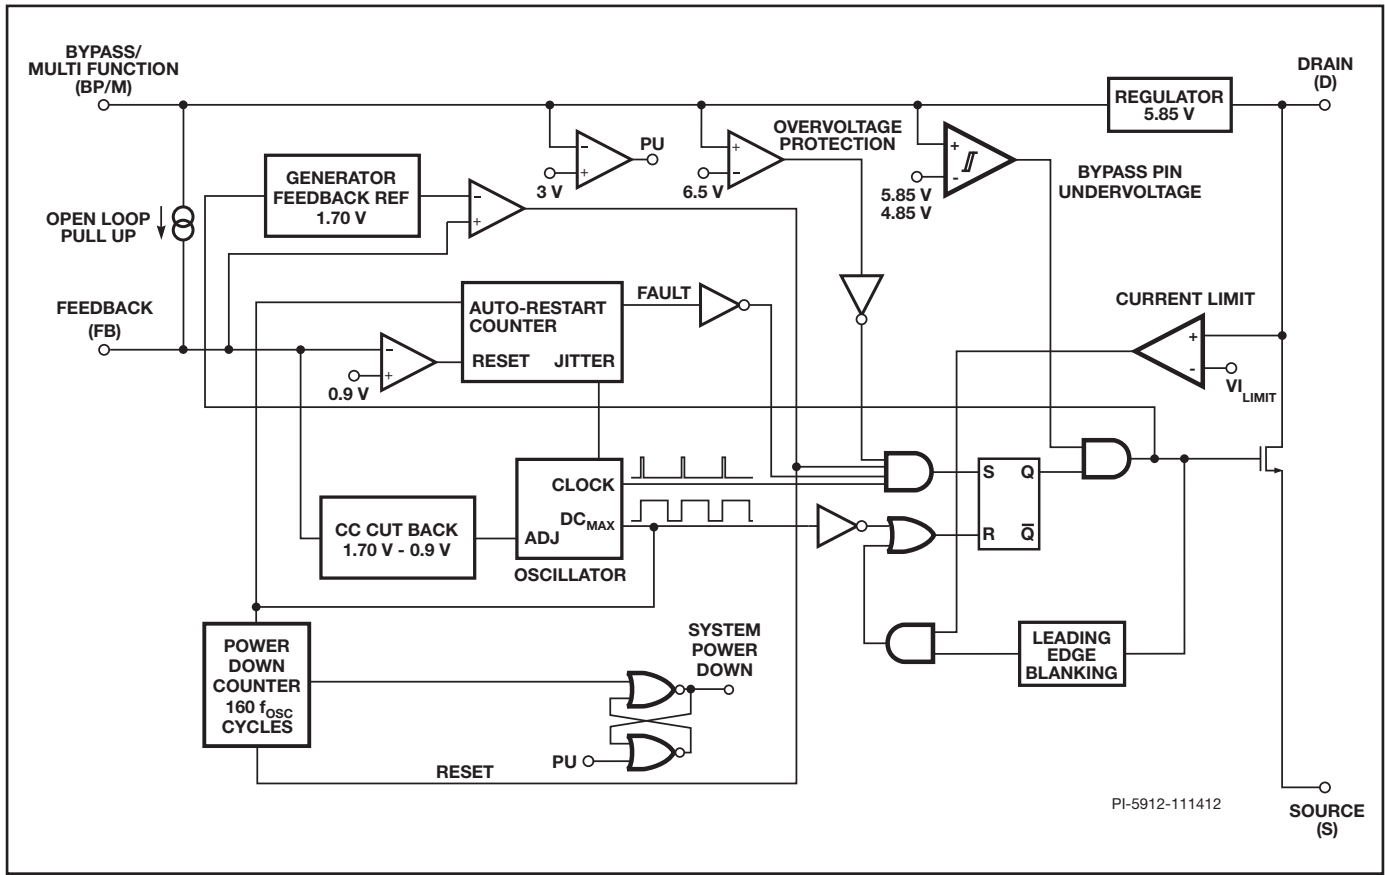 BYPASS/
MULTI FUNCTION
(BP/M)
DRAIN
(D)
REGULATOR
5.85 V
OVERVOLTAGE
PROTECTION
PU
-
+
3 V
+
-
6.5 V
+
-
5.85 V
4.85 V
BYPASS PIN
UNDERVOLTAGE
GENERATOR
FEEDBACK REF
1.70 V
-
+
OPEN LOOP
PULL UP
FEEDBACK
(FB)
AUTO-RESTART
COUNTER
RESET JITTER
FAULT
-
+
0.9 V
CURRENT LIMIT
+
-
VI LIMIT
CLOCK
DCMAX
ADJ
OSCILLATOR
CC CUT BACK
1.70 V - 0.9 V
S Q
R Q̅
LEADING
EDGE
BLANKING
POWER
DOWN
COUNTER
160 fOSC
CYCLES
SYSTEM
POWER
DOWN
PU
RESET
PI-5912-111412
SOURCE
(S)